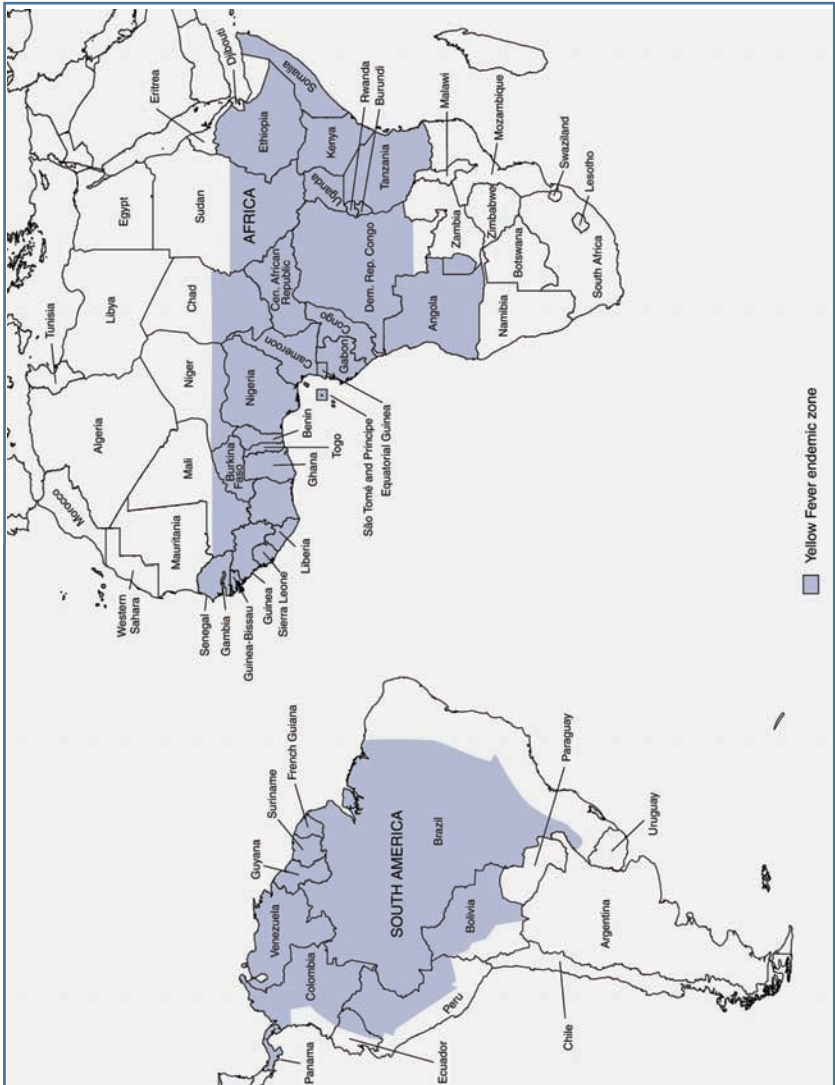 Tunisia
Morocco
Algeria
Libya
Egypt
Western
Sahara
Mauritania
Mali
Niger
Chad
Sudan
Eritrea
Djibouti
Senegal
Gambia
Guinea-Bissau
Guinea
Sierra Leone
Liberia
Burkina
Faso
Ghana
Togo
Benin
Nigeria
Cameroon
Cen. African
Republic
AFRICA
Ethiopia
Somalia
São Tomé and Principe
Equatorial Guinea
Gabon
Congo
Dem. Rep. Congo
Uganda
Kenya
Rwanda
Burundi
Tanzania
Angola
Zambia
Malawi
Mozambique
Zimbabwe
Namibia
Botswana
Swaziland
Lesotho
South Africa
Panama
Venezuela
Guyana
Suriname
French Guiana
Colombia
Ecuador
Peru
SOUTH AMERICA
Brazil
Bolivia
Paraguay
Uruguay
Chile
Argentina
Yellow Fever endemic zone